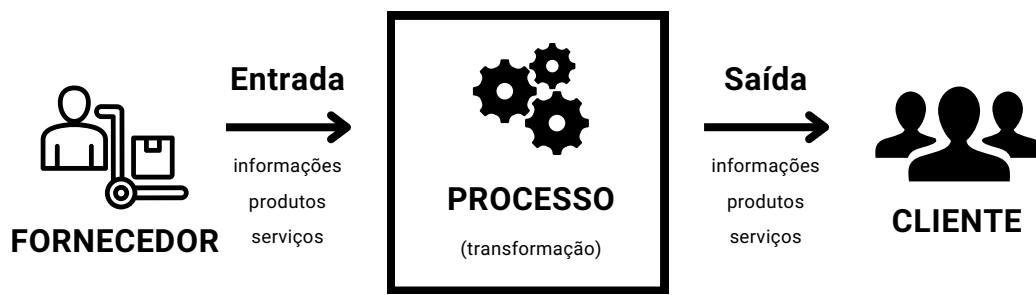 FORNECEDOR
Entrada
informações
produtos
serviços
PROCESSO
(transformação)
Saída
informações
produtos
serviços
CLIENTE